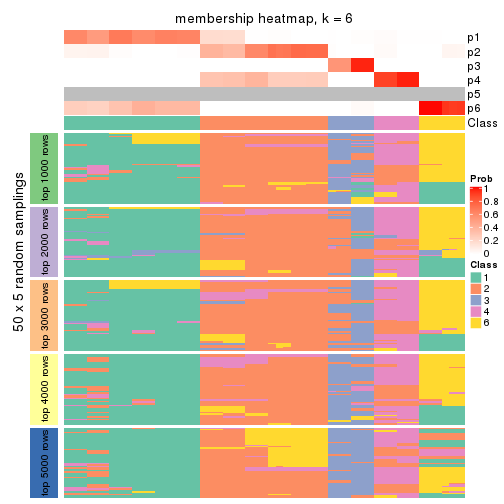 membership heatmap, k = 6
p1
p2
p3
p4
p5
p6
Class
50 x 5 random samplings
top 1000 rows
top 2000 rows
top 3000 rows
top 4000 rows
top 5000 rows
Prob
1
0.8
0.6
0.4
0.2
0
Class
1
2
3
4
6